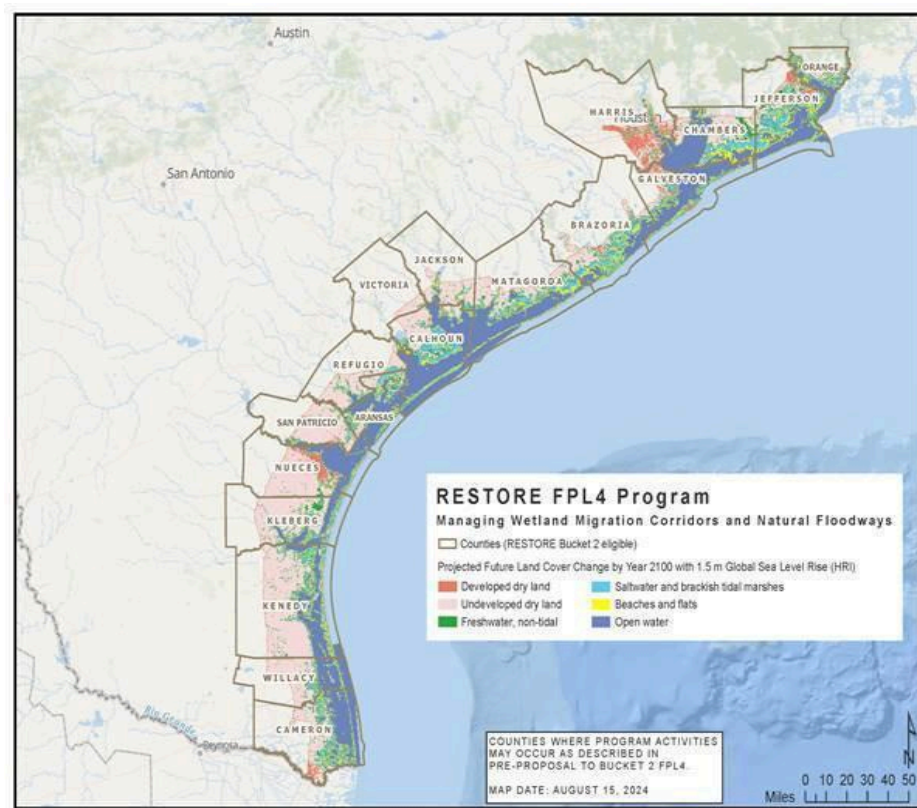 Austin
ORANGE
JEFFERSON
HARRIS
Houston
CHAMBERS
San Antonio
GALVESTON
BRAZORIA
JACKSON
MATAGORDA
VICTORIA
CALHOUN
REFUGIO
ARANSAS
SAN PATRICIO
NUECES
RESTORE FPL4 Program
Managing Wetland Migration Corridors and Natural Floodways
Counties (RESTORE Bucket 2 eligible)
Projected Future Land Cover Change by Year 2100 with 1.5 m Global Sea Level Rise (HRI)
Developed dry land
Saltwater and brackish tidal marshes
Undeveloped dry land
Beaches and flats
Freshwater, non-tidal
Open water
KLEBERG
KENEDY
WILLACY
Rio Grande
CAMERON
Reynosa
COUNTIES WHERE PROGRAM ACTIVITIES
MAY OCCUR AS DESCRIBED IN
PRE-PROPOSAL TO BUCKET 2 FPL4.
MAP DATE: AUGUST 15, 2024
N
0 10 20 30 40 50
Miles